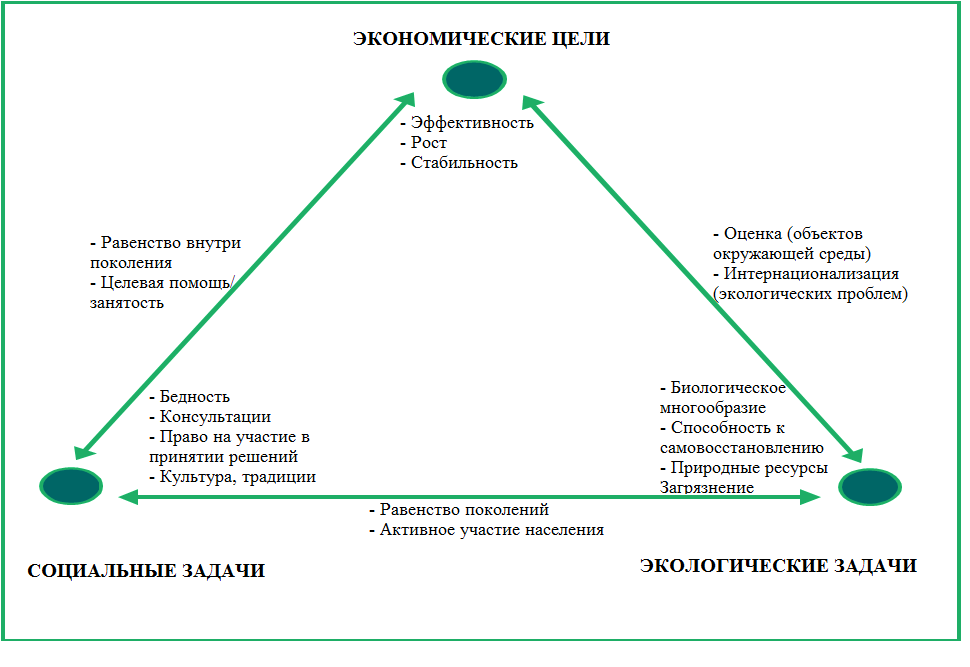 ЭКОНОМИЧЕСКИЕ ЦЕЛИ
- Эффективность
- Рост
- Стабильность
- Равенство внутри
поколения
- Целевая помощь/
занятость
- Оценка (объектов
окружающей среды)
- Интернационализация
(экологических проблем)
- Бедность
- Консультации
- Право на участие в
принятии решений
- Культура, традиции
- Биологическое
многообразие
- Способность к
самовосстановлению
- Природные ресурсы
Загрязнение
- Равенство поколений
- Активное участие населения
СОЦИАЛЬНЫЕ ЗАДАЧИ
ЭКОЛОГИЧЕСКИЕ ЗАДАЧИ